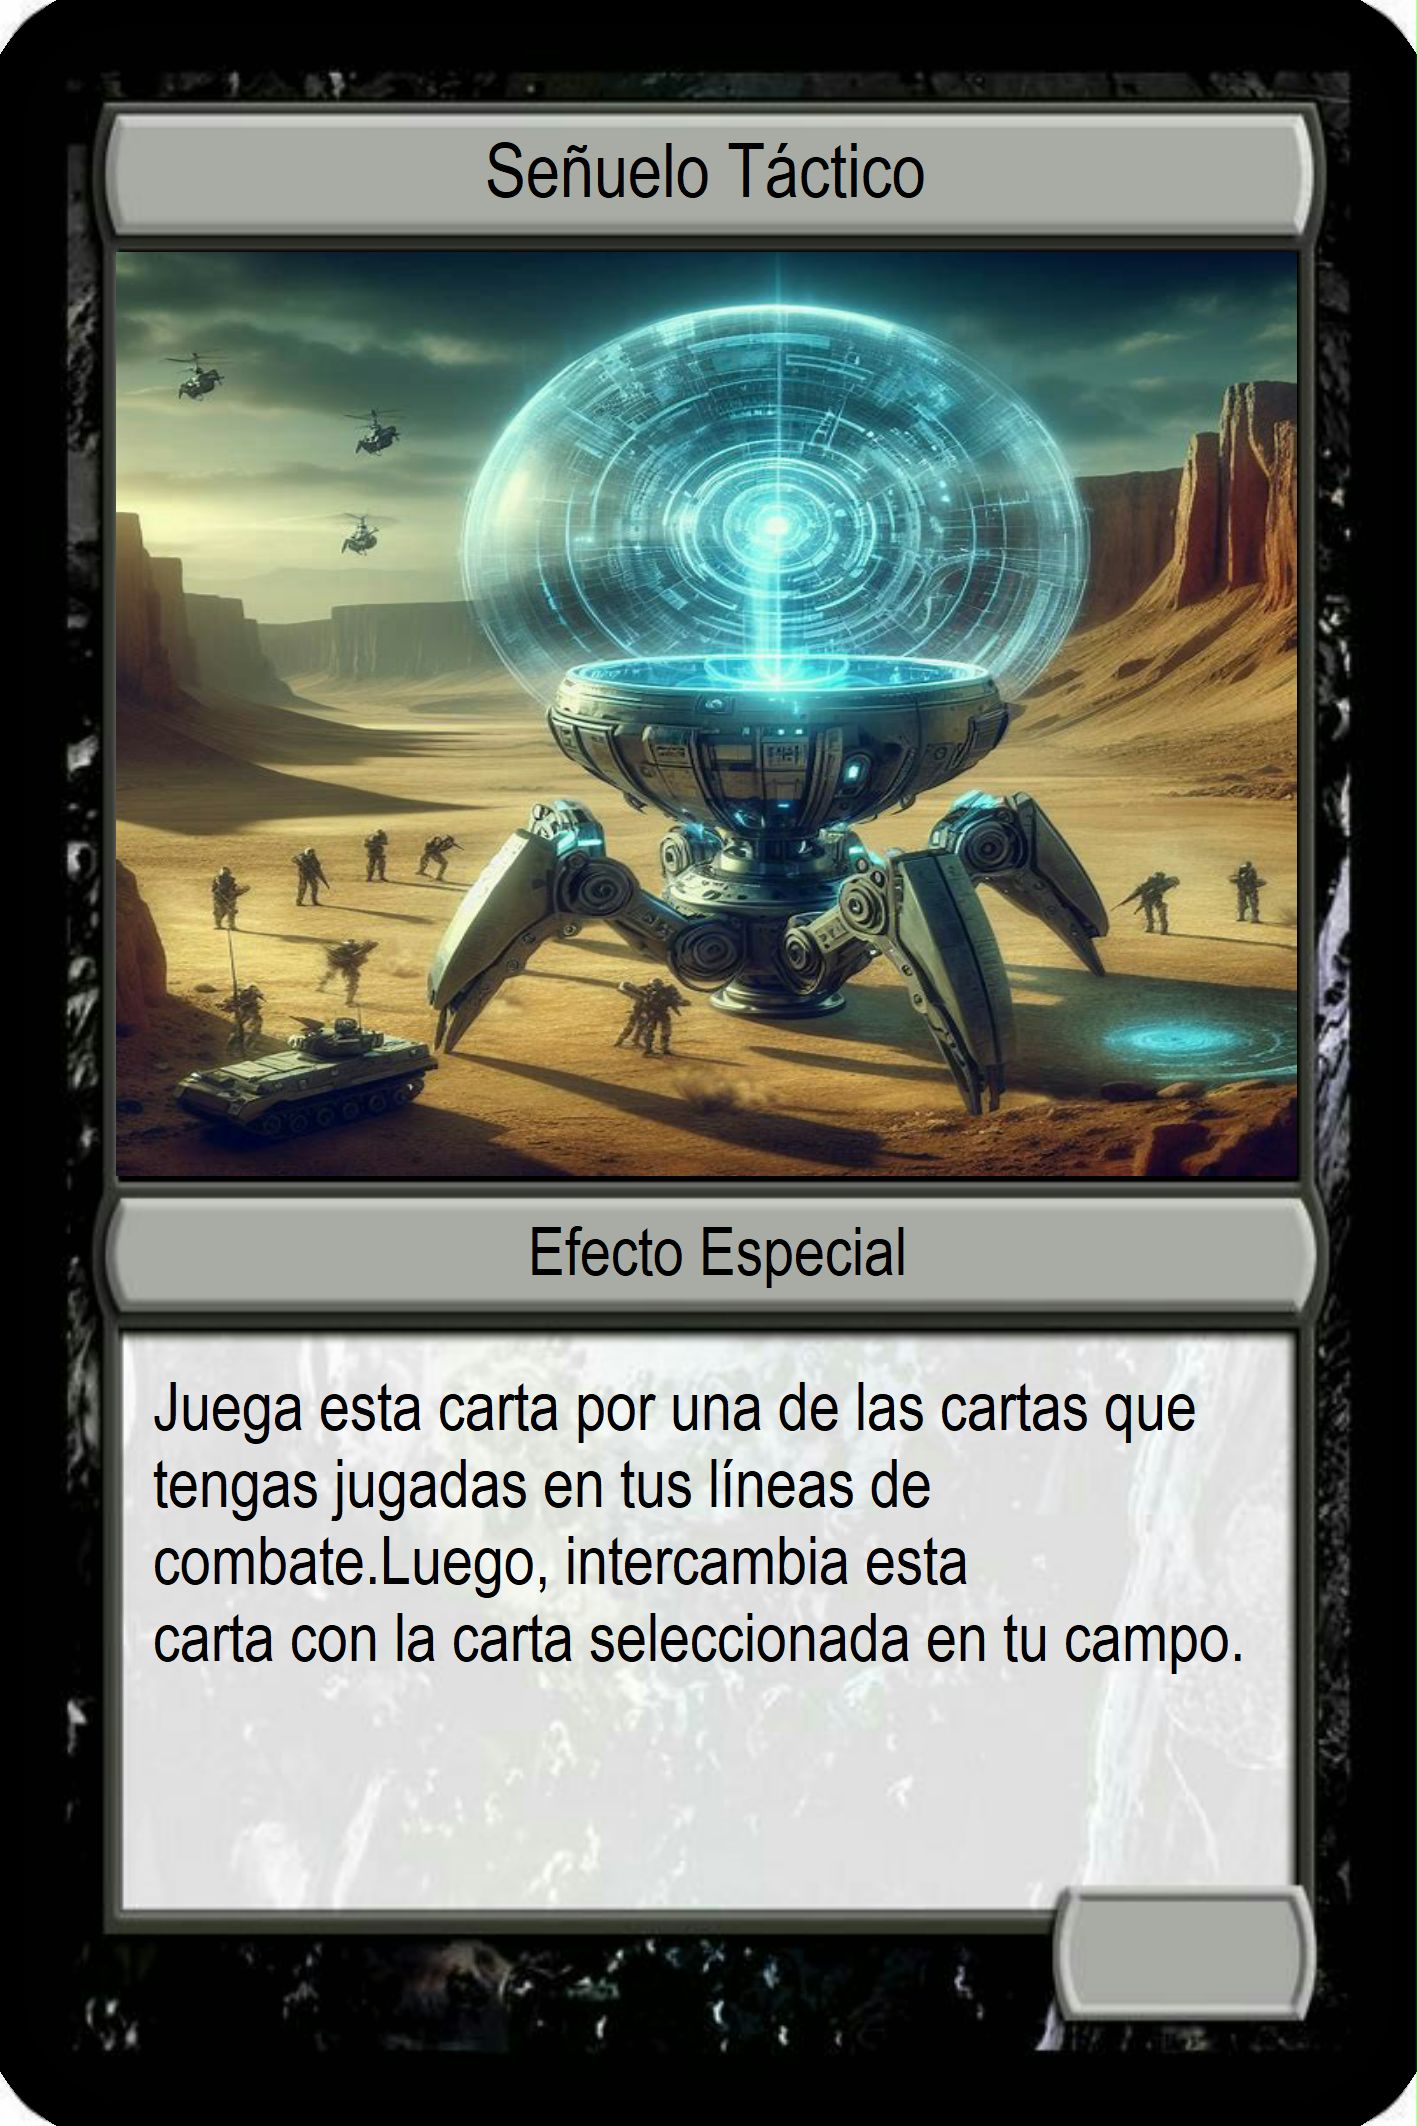 Señuelo Táctico
Efecto Especial
Juega esta carta por una de las cartas que
tengas jugadas en tus líneas de
combate.Luego, intercambia esta
carta con la carta seleccionada en tu campo.